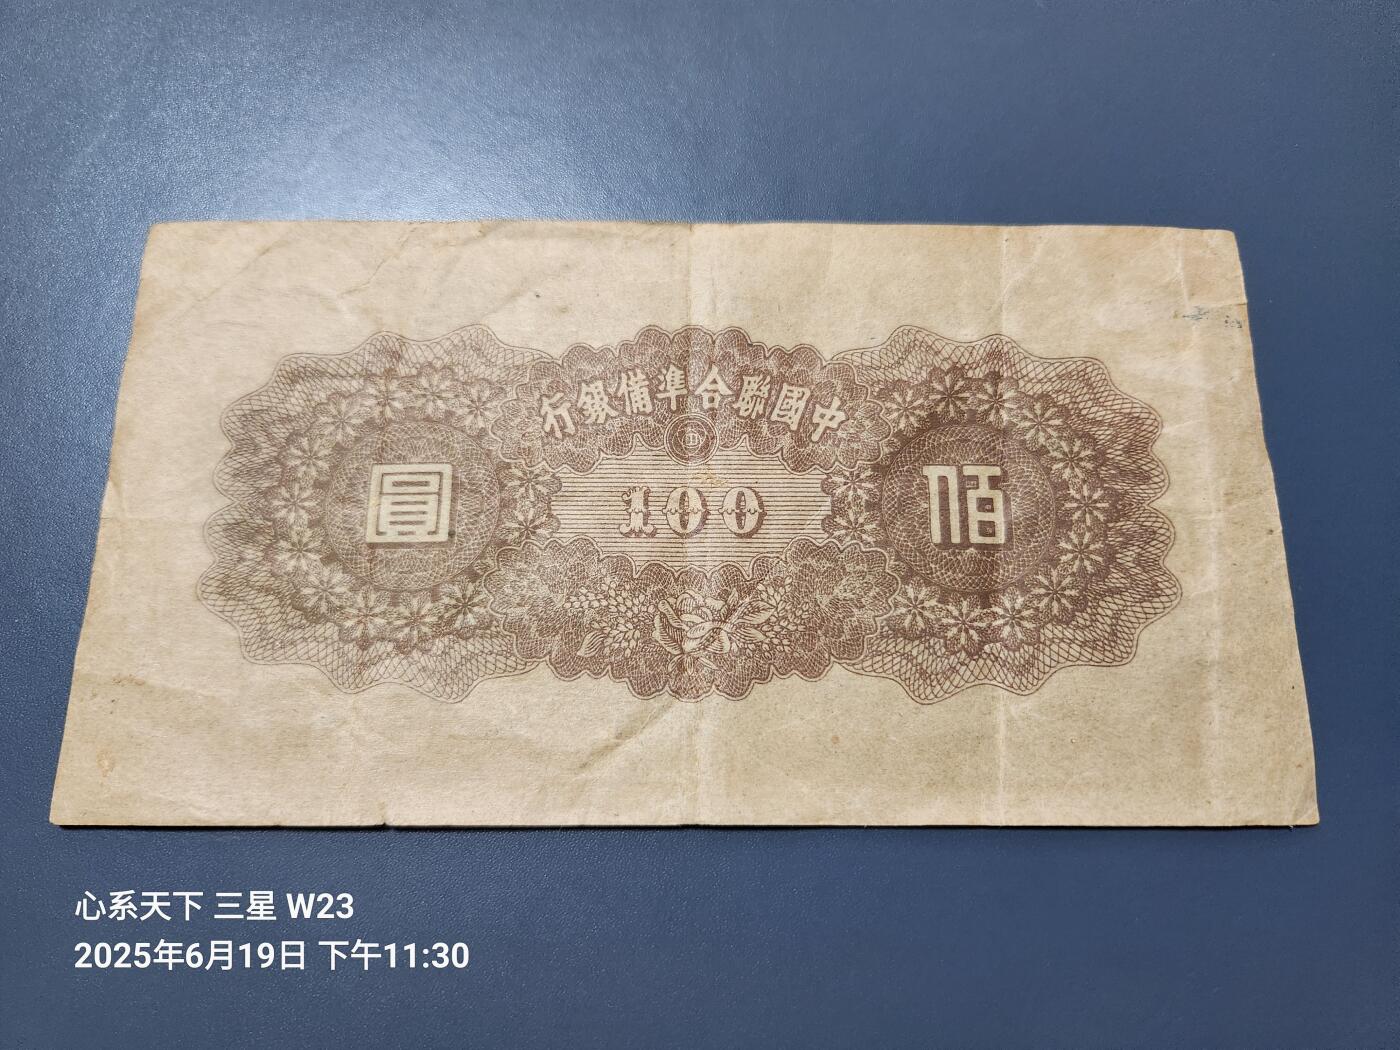 中國聯合準備銀行
佰 100 圓
心系天下 三星 W23
2025年6月19日 下午11:30